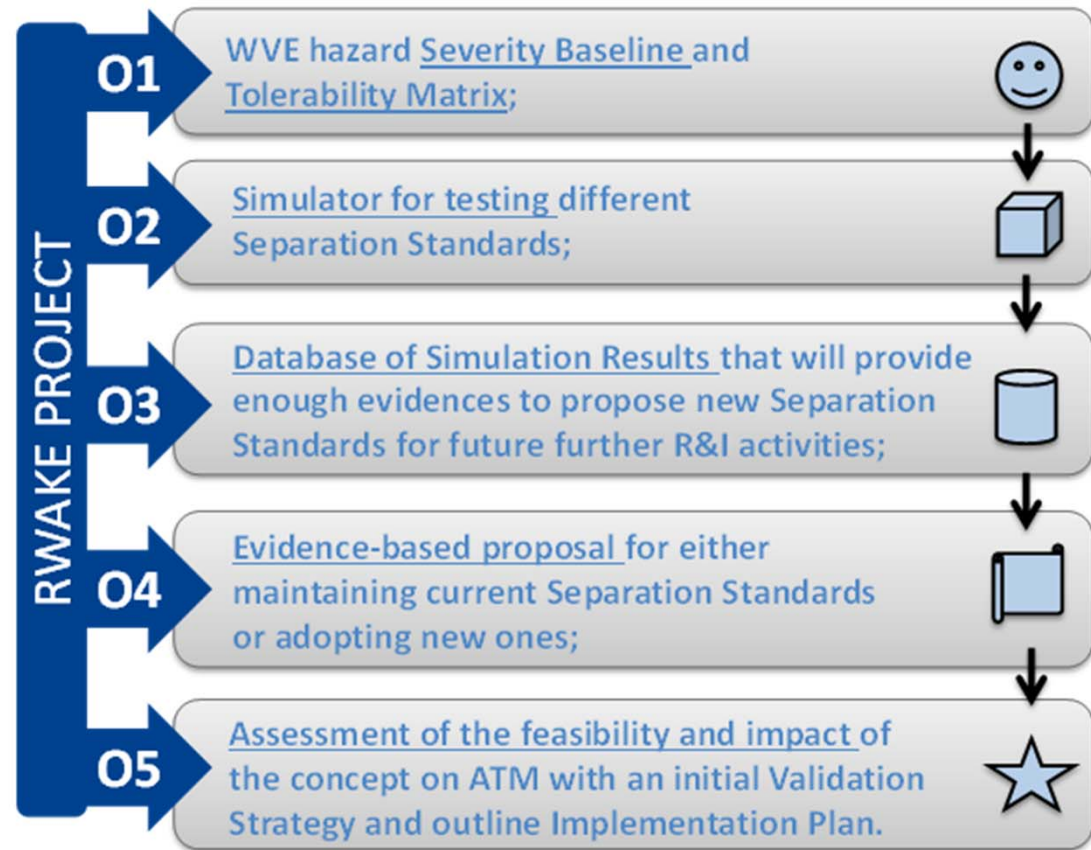 RWAKE PROJECT
O1
WVE hazard Severity Baseline and
Tolerability Matrix;
O2
Simulator for testing different
Separation Standards;
O3
Database of Simulation Results that will provide
enough evidences to propose new Separation
Standards for future further R&I activities;
O4
Evidence-based proposal for either
maintaining current Separation Standards
or adopting new ones;
O5
Assessment of the feasibility and impact of
the concept on ATM with an initial Validation
Strategy and outline Implementation Plan.